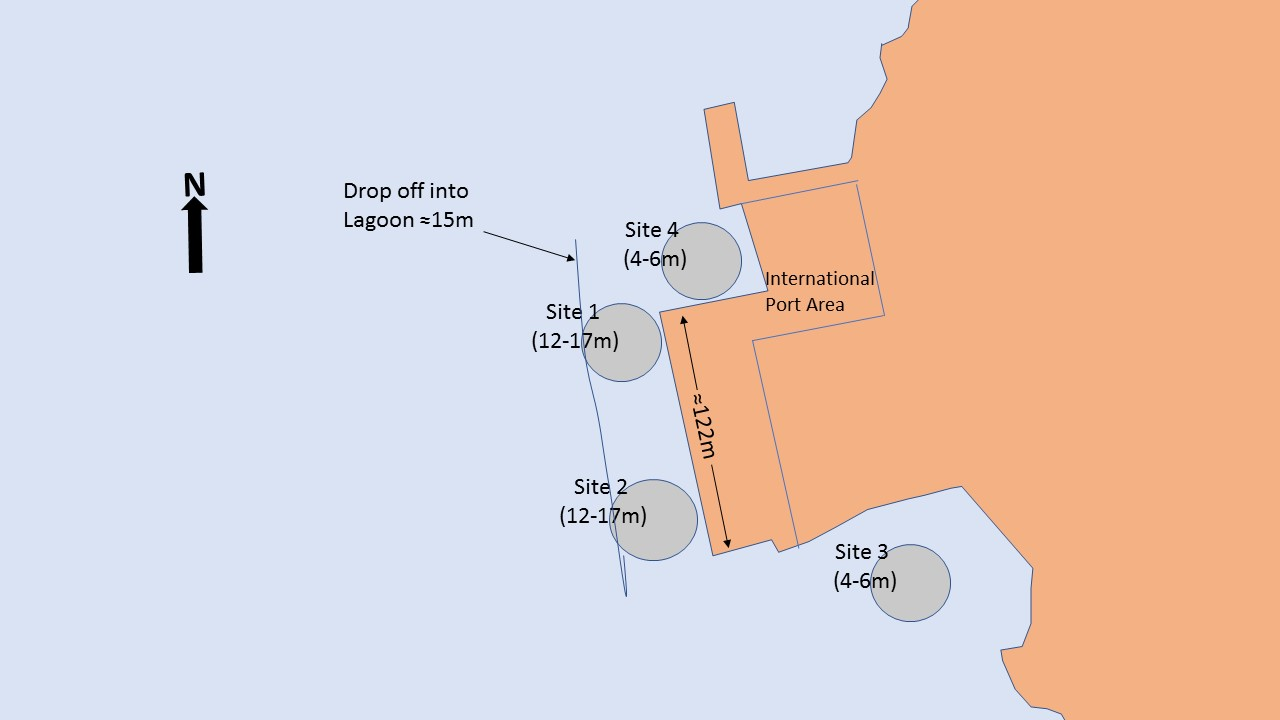 N
Drop off into
Lagoon ≈15m
Site 4
(4-6m)
International
Port Area
Site 1
(12-17m)
≈122m
Site 2
(12-17m)
Site 3
(4-6m)